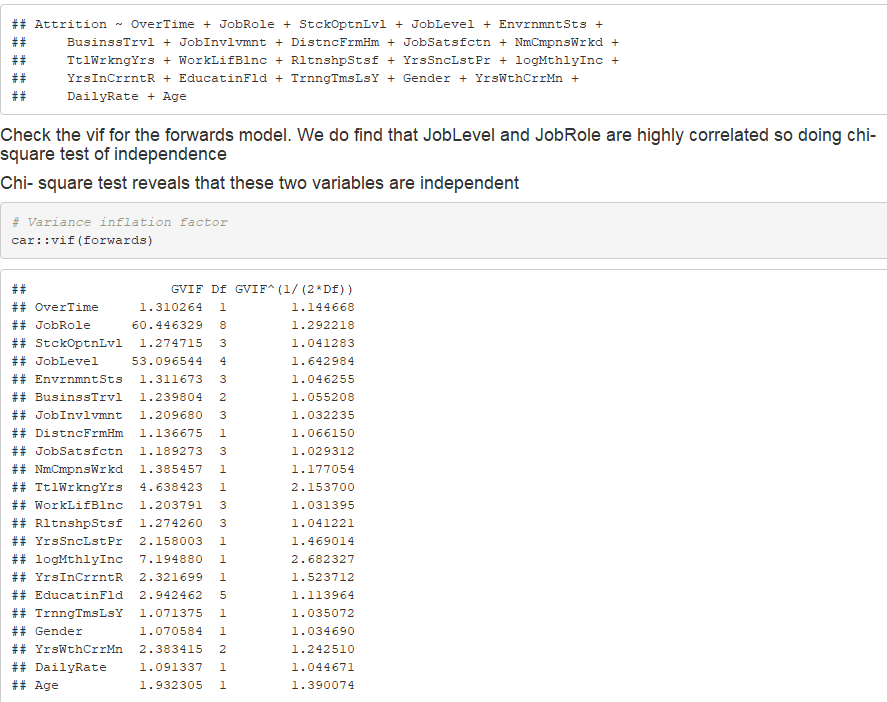 ## Attrition ~ OverTime + JobRole + StckOptnLvl + JobLevel + EnvrnmntSts +
##     BusinssTrvl + JobInvlvmnt + DistncFrmHm + JobSatsfctn + NmCmpnsWrkd +
##     TtlWrkngYrs + WorkLifBlnc + RltnshpStsf + YrsSncLstPr + logMthlyInc +
##     YrsInCrrntR + EducatinFld + TrnngTmsLsY + Gender + YrsWthCrrMn +
##     DailyRate + Age
Check the vif for the forwards model. We do find that JobLevel and JobRole are highly correlated so doing chi-
square test of independence
Chi- square test reveals that these two variables are independent
# Variance inflation factor
car::vif(forwards)
##                  GVIF Df GVIF^(1/(2*Df))
## OverTime     1.310264  1        1.144668
## JobRole     60.446329  8        1.292218
## StckOptnLvl  1.274715  3        1.041283
## JobLevel    53.096544  4        1.642984
## EnvrnmntSts  1.311673  3        1.046255
## BusinssTrvl  1.239804  2        1.055208
## JobInvlvmnt  1.209680  3        1.032235
## DistncFrmHm  1.136675  1        1.066150
## JobSatsfctn  1.189273  3        1.029312
## NmCmpnsWrkd  1.385457  1        1.177054
## TtlWrkngYrs  4.638423  1        2.153700
## WorkLifBlnc  1.203791  3        1.031395
## RltnshpStsf  1.274260  3        1.041221
## YrsSncLstPr  2.158003  1        1.469014
## logMthlyInc  7.194880  1        2.682327
## YrsInCrrntR  2.321699  1        1.523712
## EducatinFld  2.942462  5        1.113964
## TrnngTmsLsY  1.071375  1        1.035072
## Gender       1.070584  1        1.034690
## YrsWthCrrMn  2.383415  2        1.242510
## DailyRate    1.091337  1        1.044671
## Age          1.932305  1        1.390074